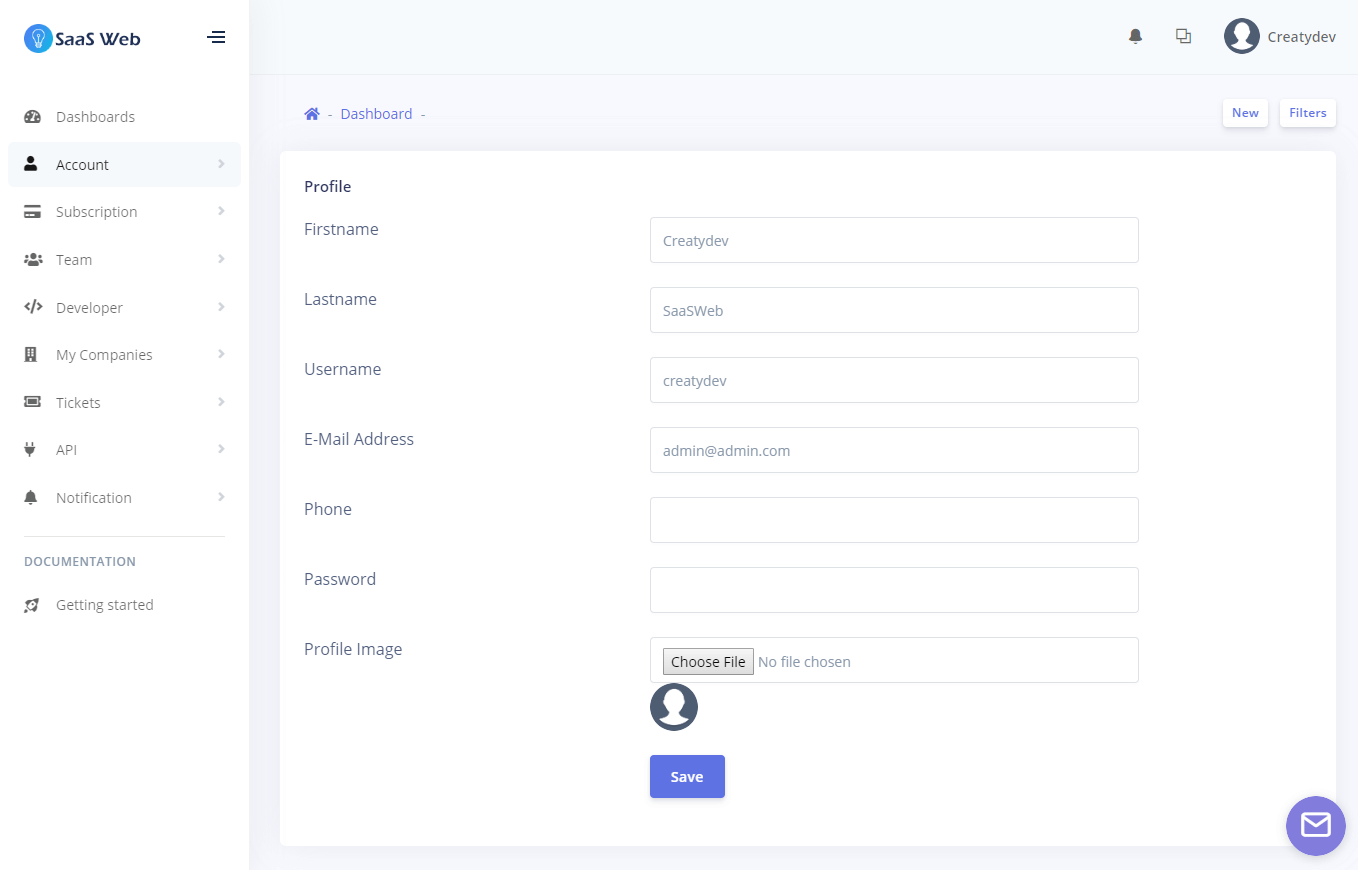 SaaS Web
Creatydev
Dashboards
Account
Subscription
Team
Developer
My Companies
Tickets
API
Notification
DOCUMENTATION
Getting started
- Dashboard -
New
Filters
Profile
Firstname
Creatydev
Lastname
SaaSWeb
Username
creatydev
E-Mail Address
admin@admin.com
Phone
Password
Profile Image
Choose File No file chosen
Save